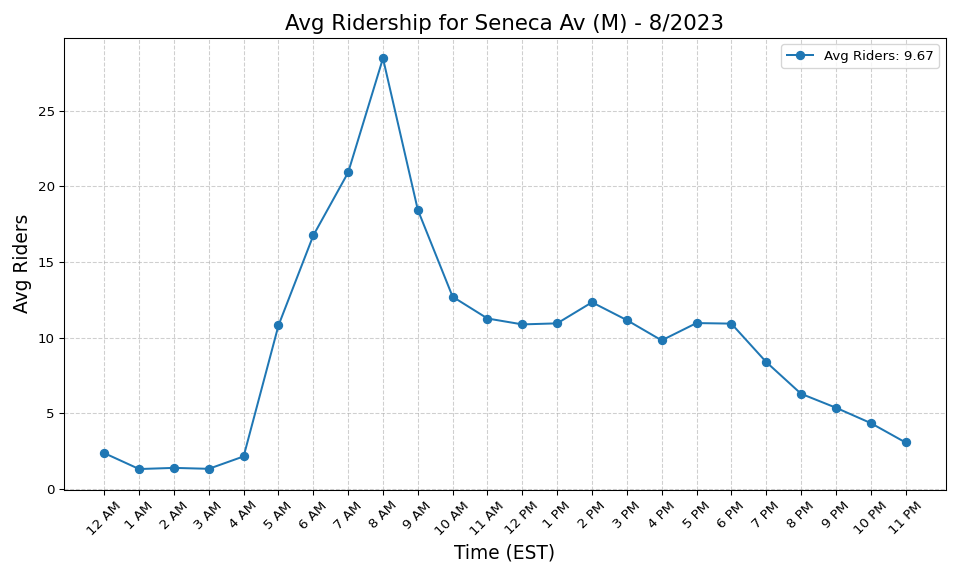 Avg Ridership for Seneca Av (M) - 8/2023
Avg Riders: 9.67
Avg Riders
25
20
15
10
5
0
12 AM
1 AM
2 AM
3 AM
4 AM
5 AM
6 AM
7 AM
8 AM
9 AM
10 AM
11 AM
12 PM
1 PM
2 PM
3 PM
4 PM
5 PM
6 PM
7 PM
8 PM
9 PM
10 PM
11 PM
Time (EST)